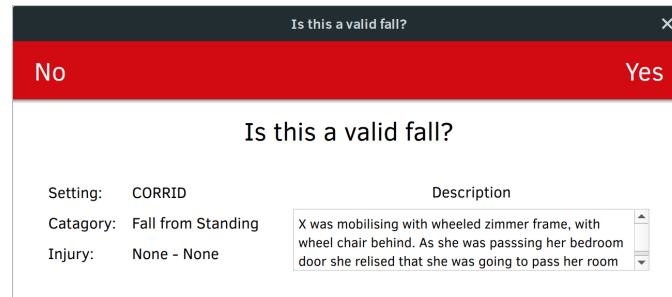 Is this a valid fall?
No Yes
Is this a valid fall?
Setting: CORRID
Catagory: Fall from Standing
Injury: None - None
Description
X was mobilising with wheeled zimmer frame, with
wheel chair behind. As she was passsing her bedroom
door she relised that she was going to pass her room